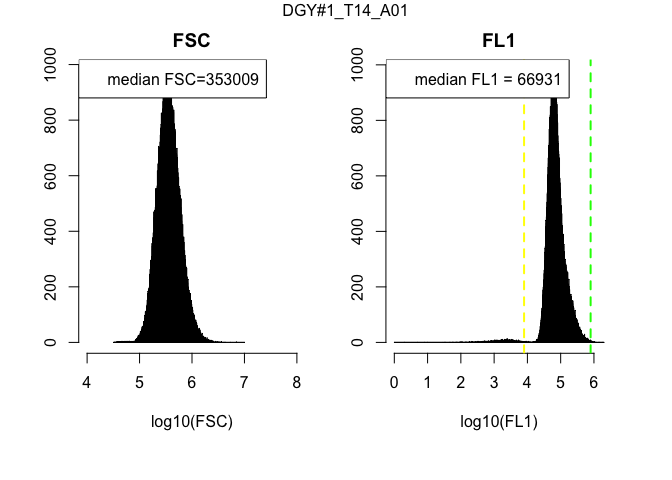 DGY#1_T14_A01
FSC
median FSC=353009
0 200 400 600 800 1000
4 5 6 7 8
log10(FSC)
FL1
median FL1 = 66931
0 200 400 600 800 1000
0 1 2 3 4 5 6
log10(FL1)